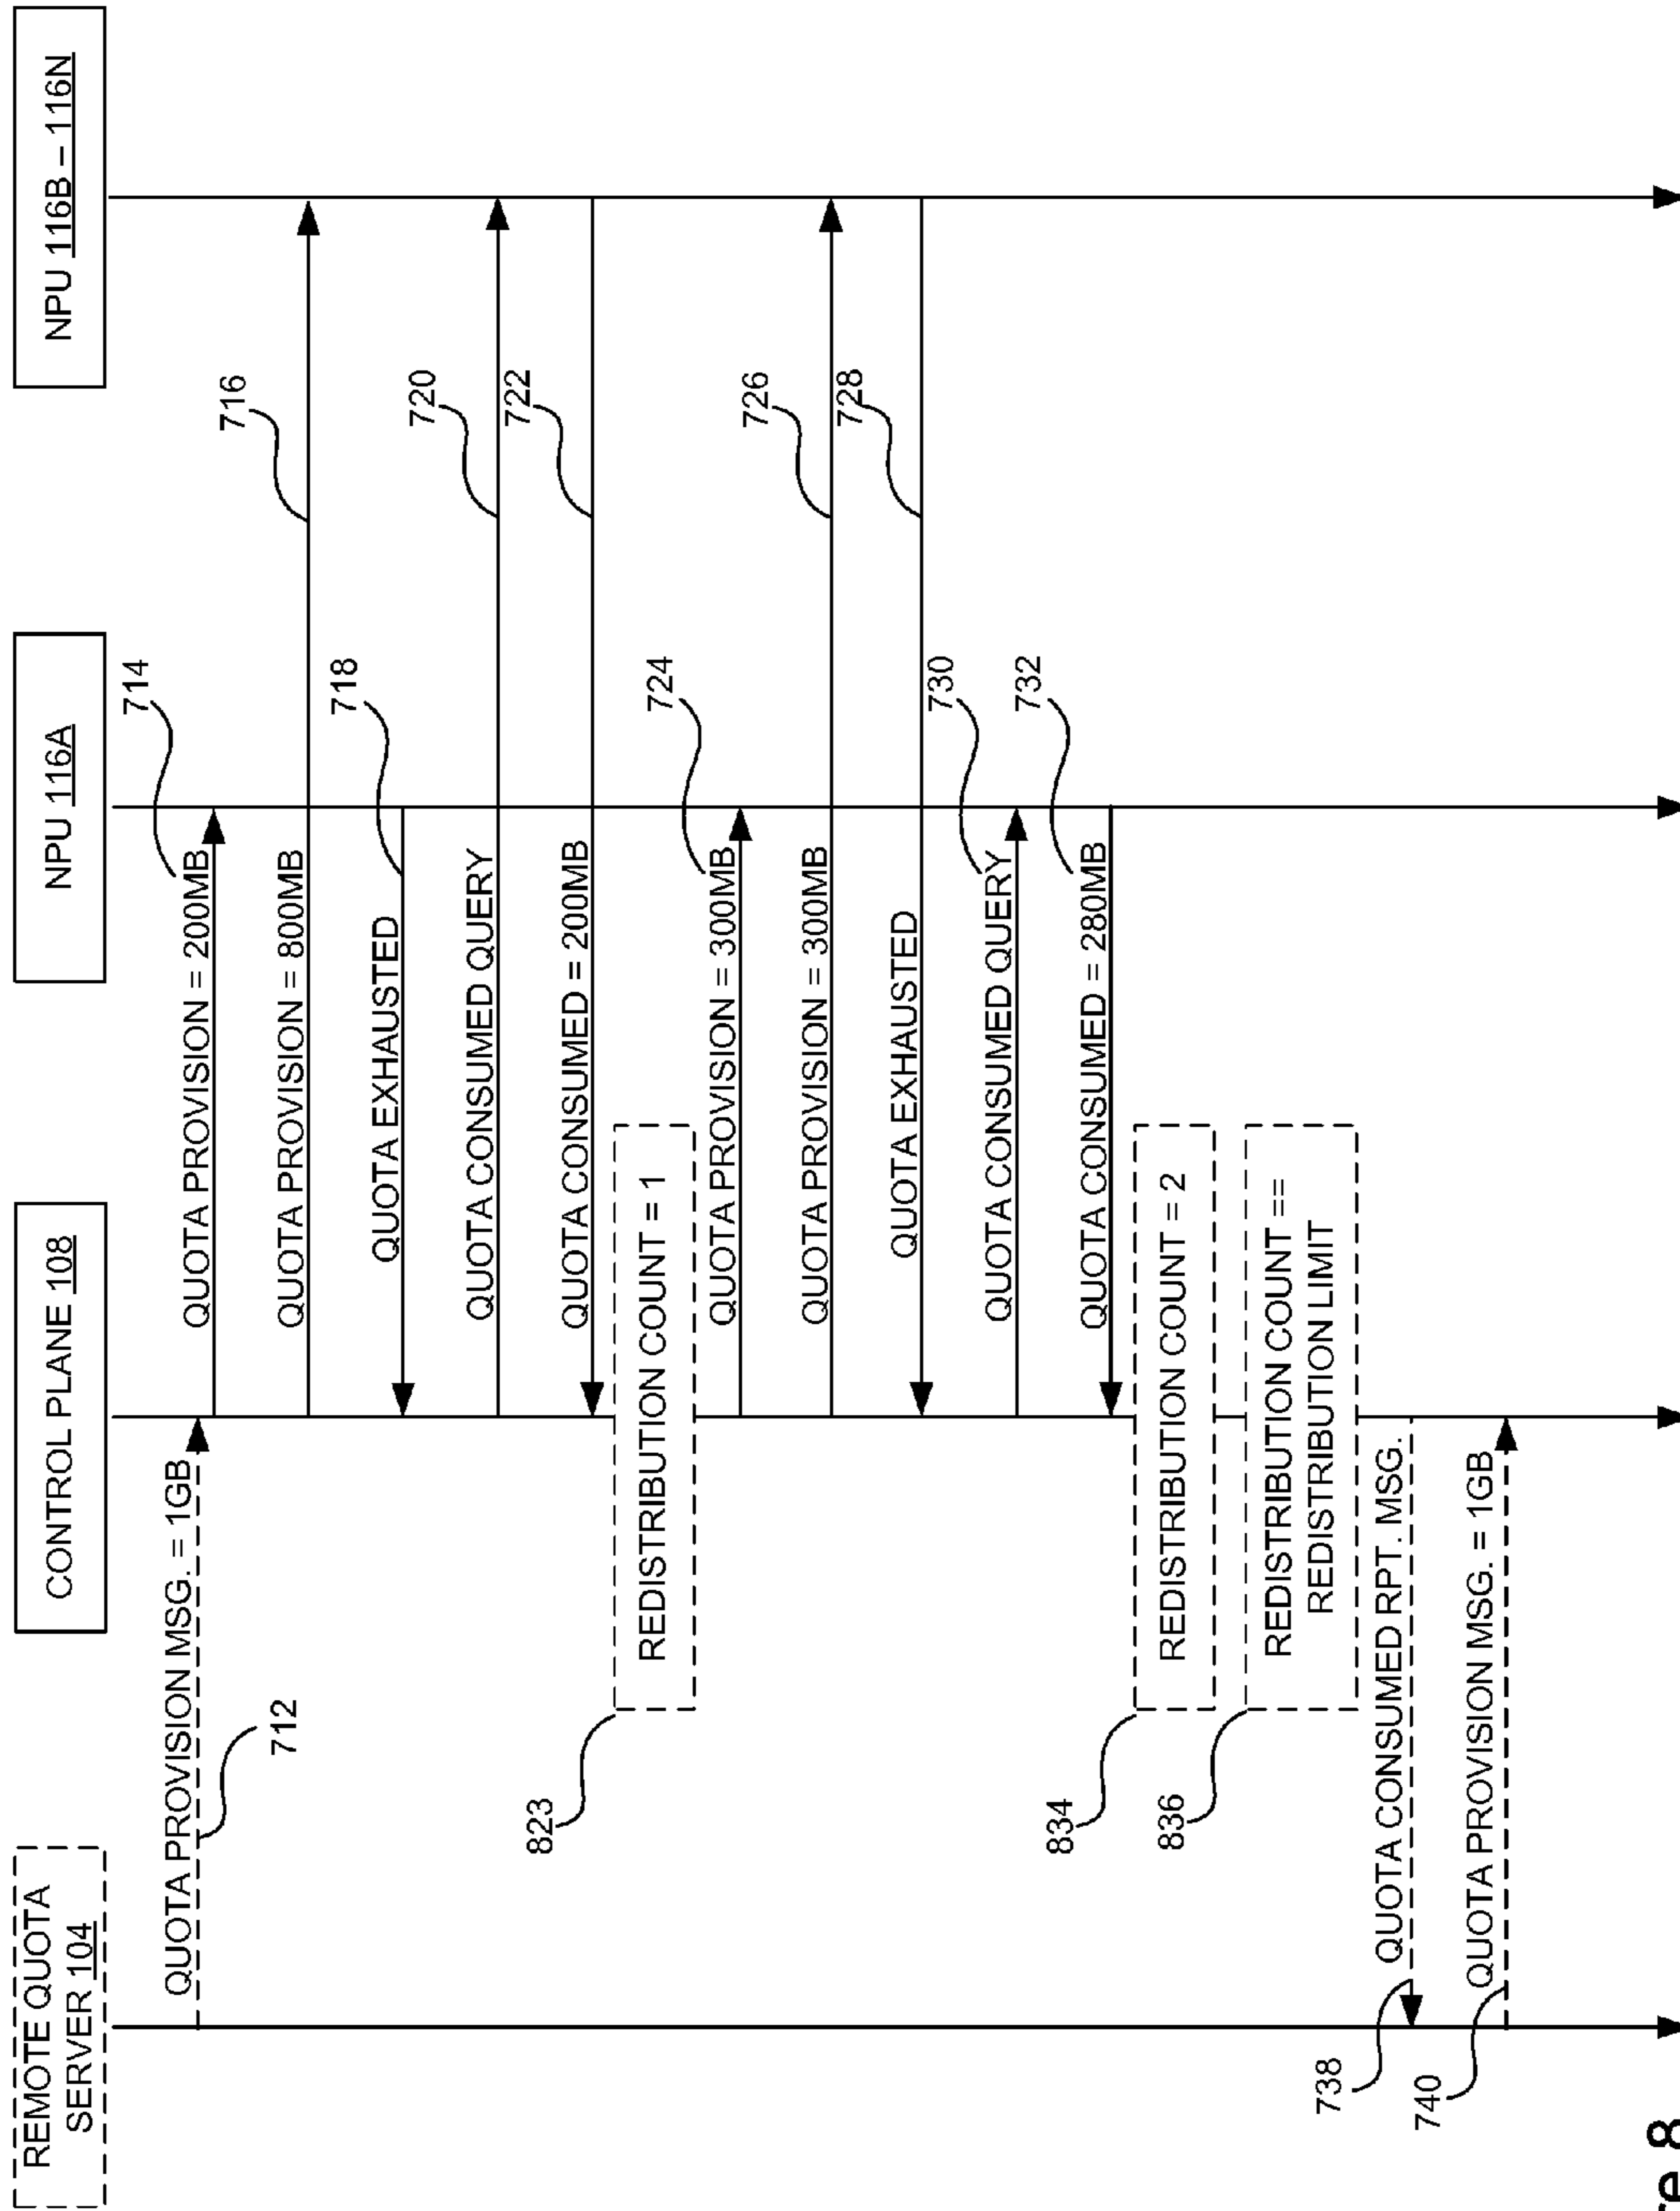 REMOTE QUOTA
SERVER 104
CONTROL PLANE 108
NPU 116A
NPU 116B – 116N
QUOTA PROVISION MSG. = 1GB
712
QUOTA PROVISION = 200MB
714
QUOTA PROVISION = 800MB
716
QUOTA EXHAUSTED
718
QUOTA CONSUMED QUERY
720
QUOTA CONSUMED = 200MB
722
823
REDISTRIBUTION COUNT = 1
QUOTA PROVISION = 300MB
724
QUOTA PROVISION = 300MB
726
QUOTA EXHAUSTED
728
QUOTA CONSUMED QUERY
730
QUOTA CONSUMED = 280MB
732
834
REDISTRIBUTION COUNT = 2
836
REDISTRIBUTION COUNT ==
REDISTRIBUTION LIMIT
QUOTA CONSUMED RPT. MSG.
738
QUOTA PROVISION MSG. = 1GB
740
8